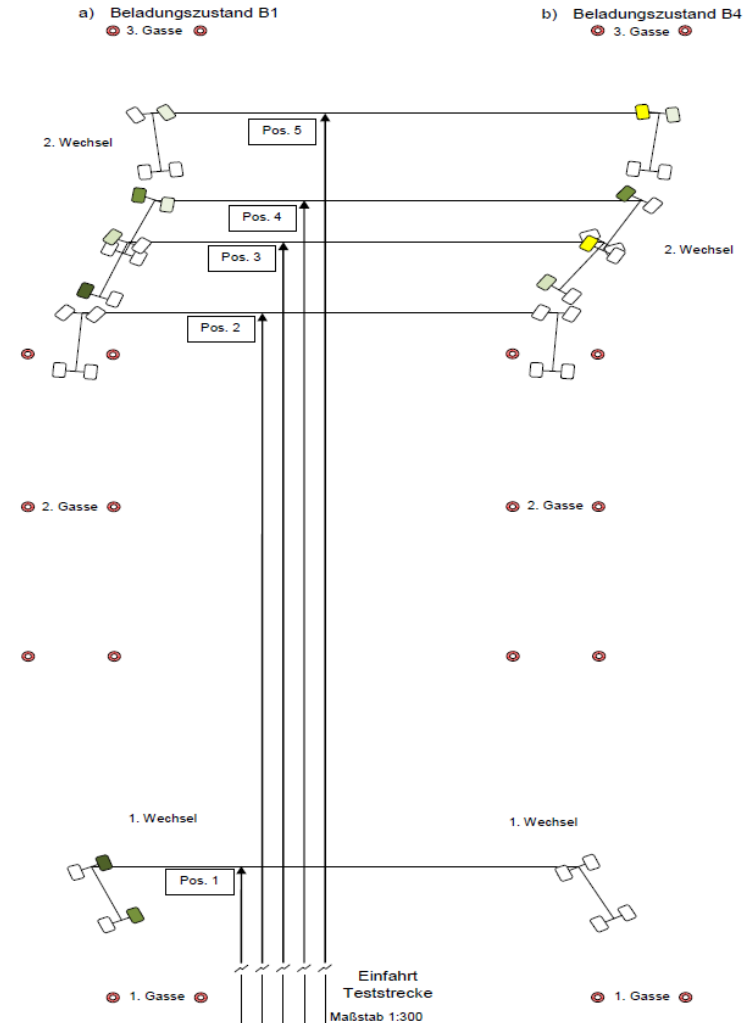 a) Beladungszustand B1
b) Beladungszustand B4
3. Gasse
3. Gasse
Pos. 5
2. Wechsel
Pos. 4
2. Wechsel
Pos. 3
Pos. 2
2. Gasse
2. Gasse
1. Wechsel
1. Wechsel
Pos. 1
Einfahrt
Teststrecke
1. Gasse
1. Gasse
Maßstab 1:300